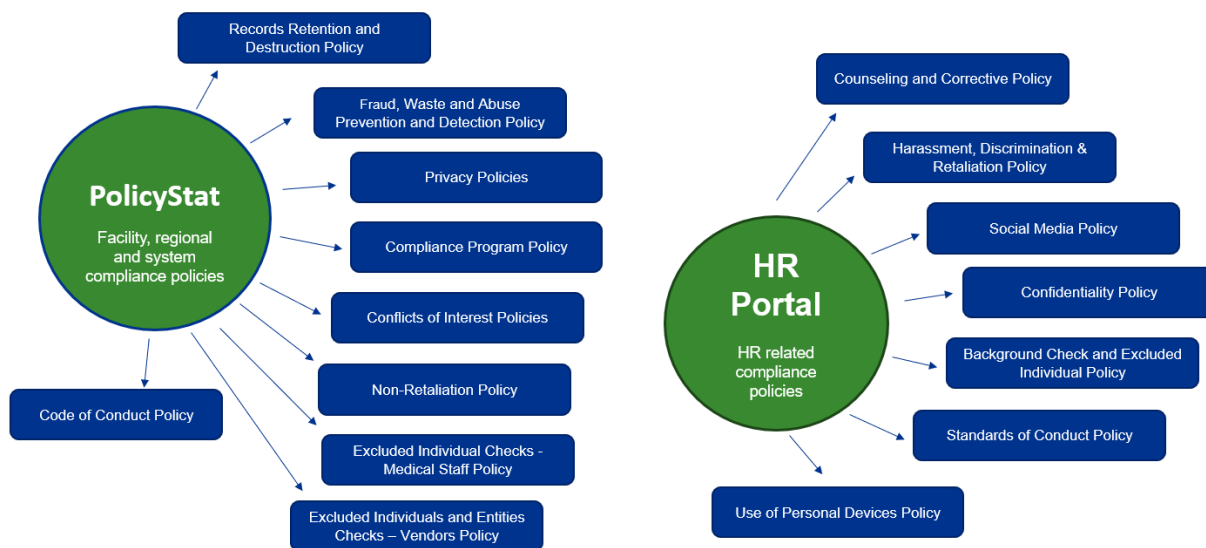 Records Retention and
Destruction Policy
Fraud, Waste and Abuse
Prevention and Detection Policy
PolicyStat
Facility, regional
and system
compliance policies
Privacy Policies
Compliance Program Policy
Conflicts of Interest Policies
Non-Retaliation Policy
Code of Conduct Policy
Excluded Individual Checks -
Medical Staff Policy
Excluded Individuals and Entities
Checks – Vendors Policy
Counseling and Corrective Policy
Harassment, Discrimination &
Retaliation Policy
Social Media Policy
HR
Portal
HR related
compliance
policies
Confidentiality Policy
Background Check and Excluded
Individual Policy
Standards of Conduct Policy
Use of Personal Devices Policy